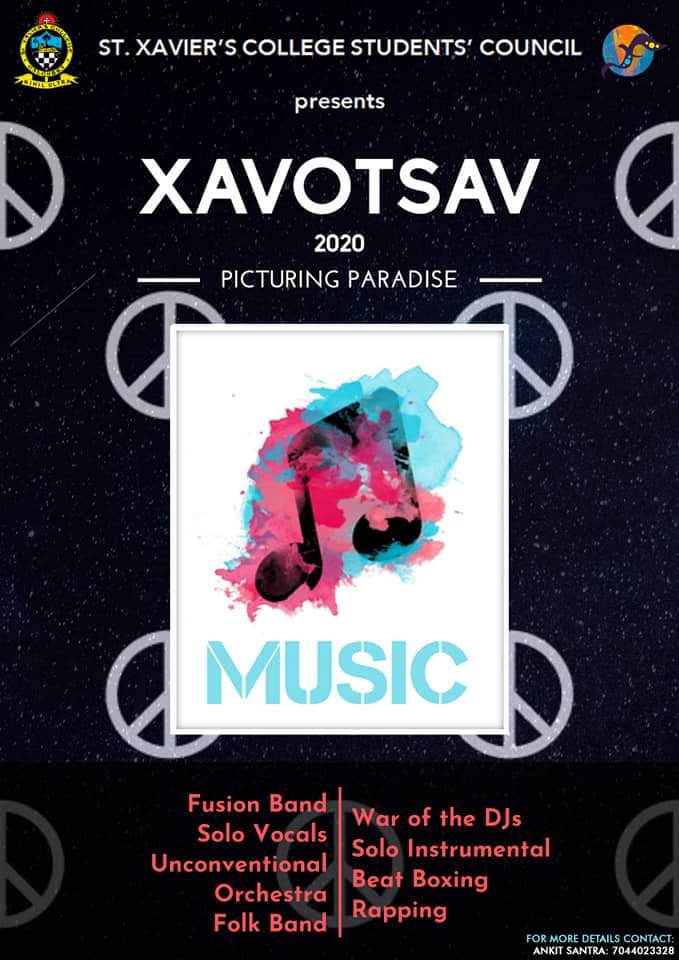 ST. XAVIER'S COLLEGE STUDENTS' COUNCIL
presents
XAVOTSAV
2020
PICTURING PARADISE
MUSIC
Fusion Band
Solo Vocals
Unconventional
Orchestra
Folk Band
War of the DJs
Solo Instrumental
Beat Boxing
Rapping
FOR MORE DETAILS CONTACT:
ANKIT SANTRA: 7044023328